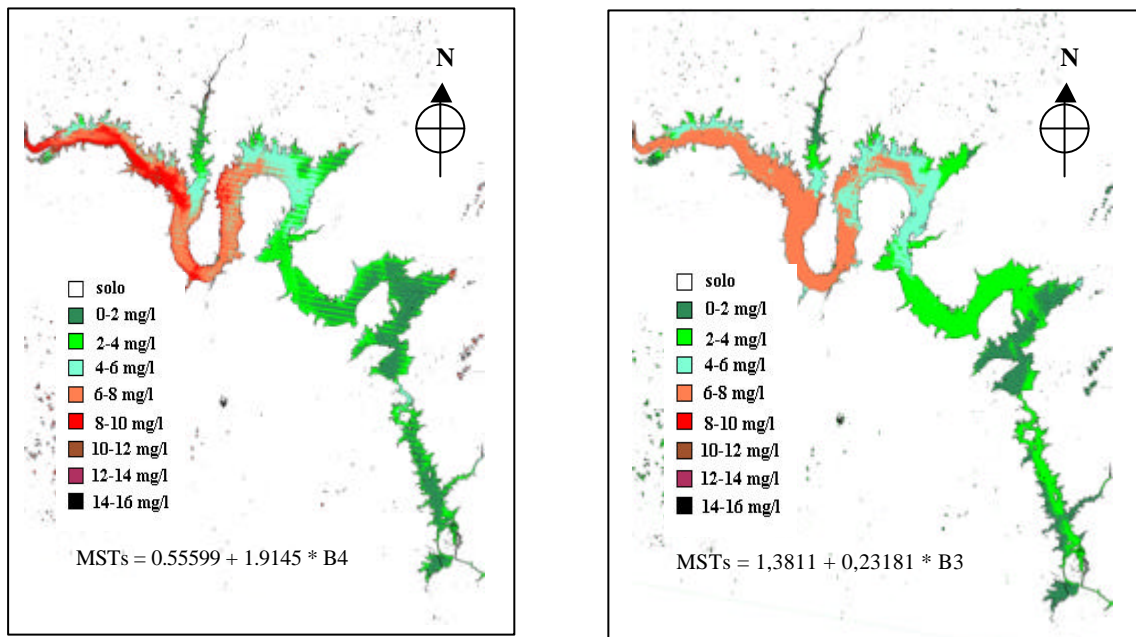 N
solo
0-2 mg/l
2-4 mg/l
4-6 mg/l
6-8 mg/l
8-10 mg/l
10-12 mg/l
12-14 mg/l
14-16 mg/l
MSTs = 0.55599 + 1.9145 * B4
N
solo
0-2 mg/l
2-4 mg/l
4-6 mg/l
6-8 mg/l
8-10 mg/l
10-12 mg/l
12-14 mg/l
14-16 mg/l
MSTs = 1,3811 + 0,23181 * B3